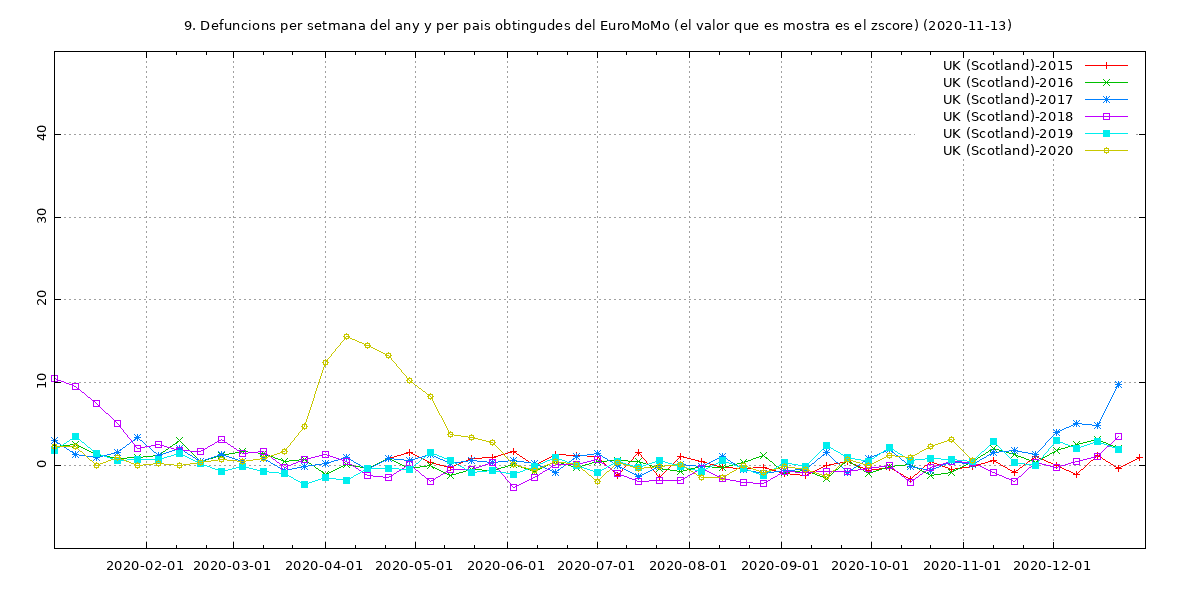 9. Defuncions per setmana del any y per pais obtingudes del EuroMoMo (el valor que es mostra es el zscore) (2020-11-13)
UK (Scotland)-2015
UK (Scotland)-2016
UK (Scotland)-2017
UK (Scotland)-2018
UK (Scotland)-2019
UK (Scotland)-2020
40
30
20
10
0
2020-02-01 2020-03-01 2020-04-01 2020-05-01 2020-06-01 2020-07-01 2020-08-01 2020-09-01 2020-10-01 2020-11-01 2020-12-01